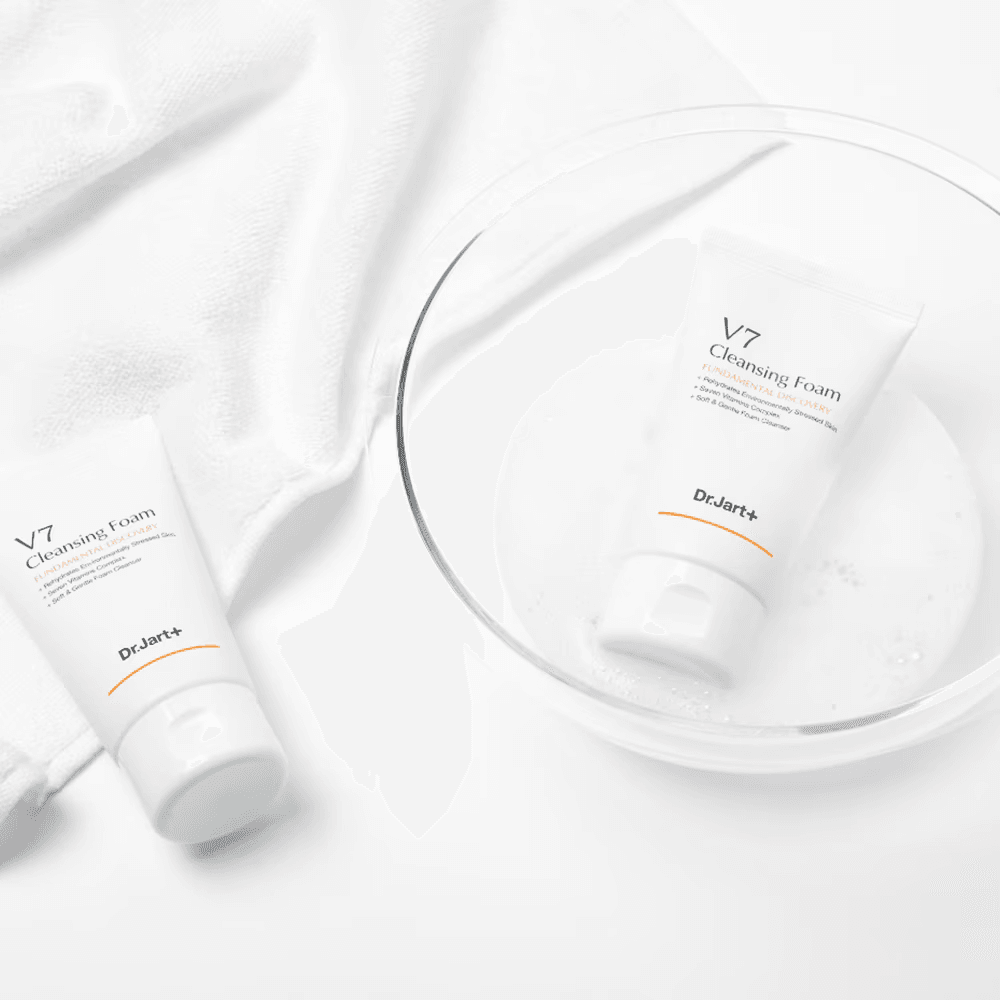 V7
Cleansing Foam
FUNDAMENTAL DISCOVERY
+ Rehydrates Environmentally Stressed Skin
+ Seven Vitamins Complex
+ Soft & Gentle Foam Cleanser
Dr.Jart+
V7
Cleansing Foam
FUNDAMENTAL DISCOVERY
+ Rehydrates Environmentally Stressed Skin
+ Seven Vitamins Complex
+ Soft & Gentle Foam Cleanser
Dr.Jart+